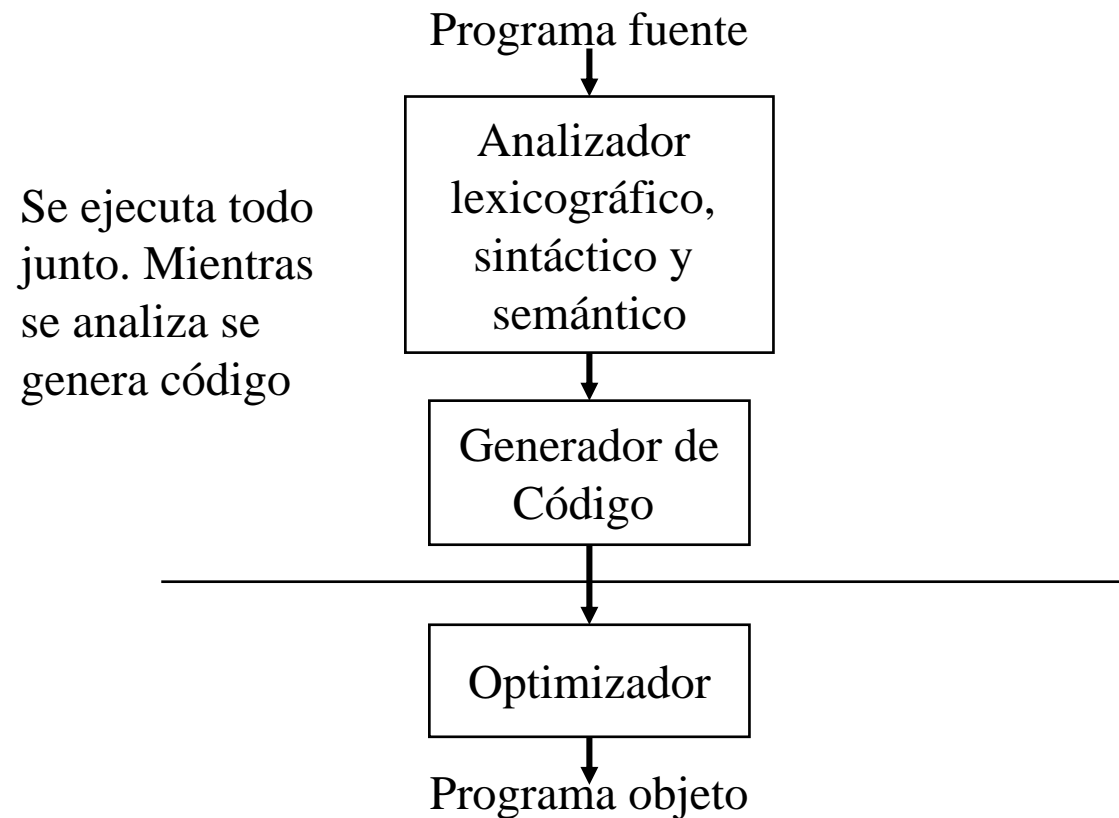 Programa fuente
Analizador
lexicográfico,
sintáctico y
semántico
Se ejecuta todo
junto. Mientras
se analiza se
genera código
Generador de
Código
Optimizador
Programa objeto